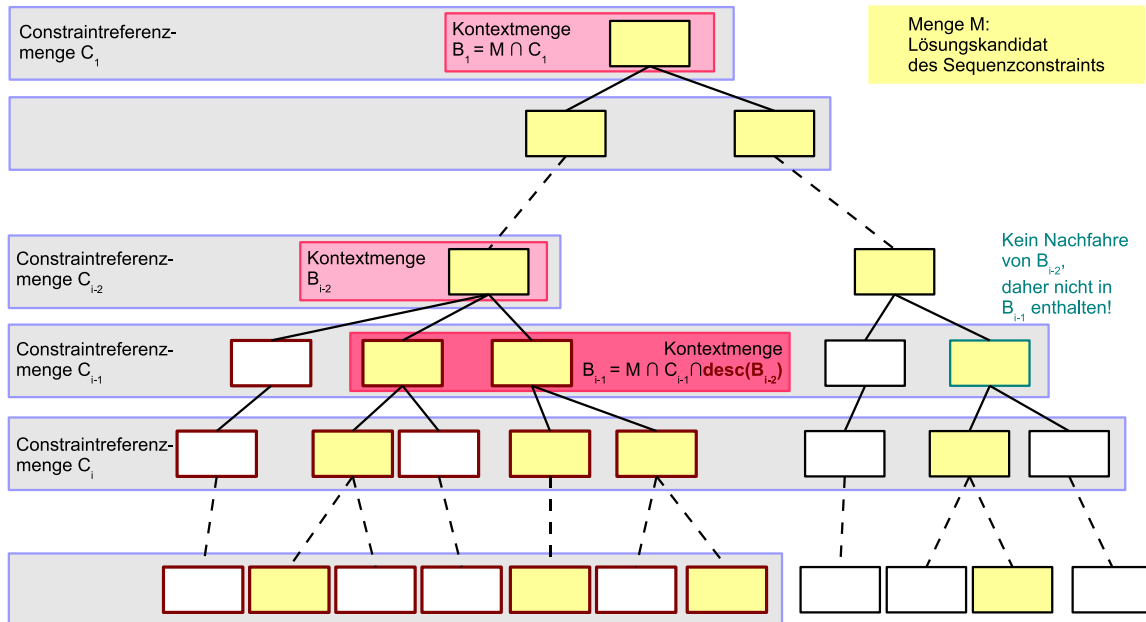 Constraintreferenz-
menge C₁
Kontextmenge
B₁ = M ∩ C₁
Menge M:
Lösungskandidat
des Sequenzconstraints
Constraintreferenz-
menge Cᵢ₋₂
Kontextmenge
Bᵢ₋₂
Kein Nachfahre
von Bᵢ₋₂,
daher nicht in
Bᵢ₋₁ enthalten!
Constraintreferenz-
menge Cᵢ₋₁
Kontextmenge
Bᵢ₋₁ = M ∩ Cᵢ₋₁∩desc(Bᵢ₋₂)
Constraintreferenz-
menge Cᵢ